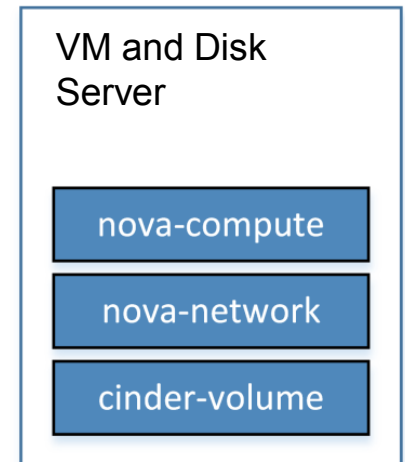 VM and Disk
Server
nova-compute
nova-network
cinder-volume